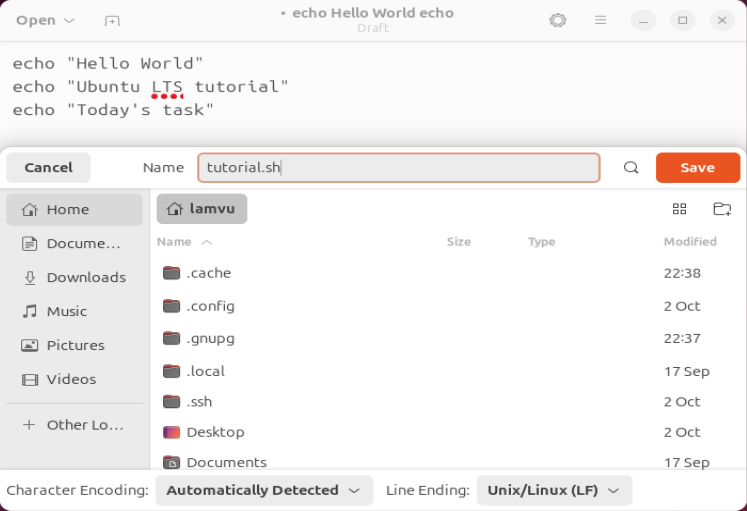 Open • echo Hello World echo
Draft
echo "Hello World"
echo "Ubuntu LTS tutorial"
echo "Today's task"
Cancel Name tutorial.sh Save
Home lamvu
Name Size Type Modified
Docume...
Downloads
Music
Pictures
Videos
Other Lo...
.cache 22:38
.config 2 Oct
.gnupg 22:37
.local 17 Sep
.ssh 2 Oct
Desktop 2 Oct
Documents 17 Sep
Character Encoding: Automatically Detected Line Ending: Unix/Linux (LF)